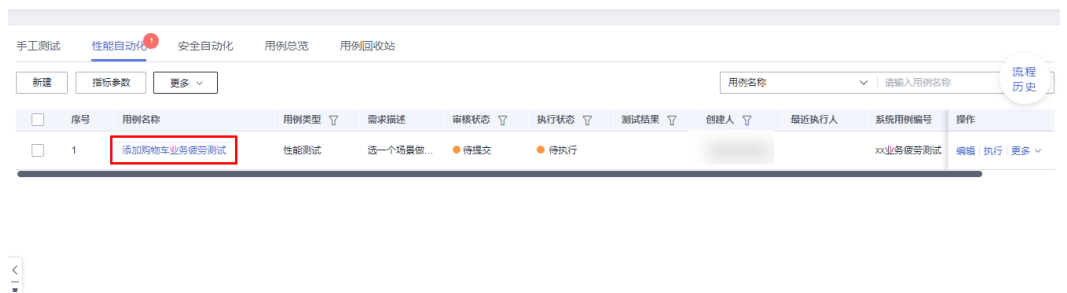 手工测试 性能自动化 1 安全自动化 用例总览 用例回收站
新建 指标参数 更多 用例名称 请输入用例名称
流程
历史
序号 用例名称 用例类型 需求描述 审核状态 执行状态 测试结果 创建人 最近执行人 系统用例编号 操作
1 添加购物车业务疲劳测试 性能测试 选一个场景做... 待提交 待执行 xx业务疲劳测试 编辑 执行 更多